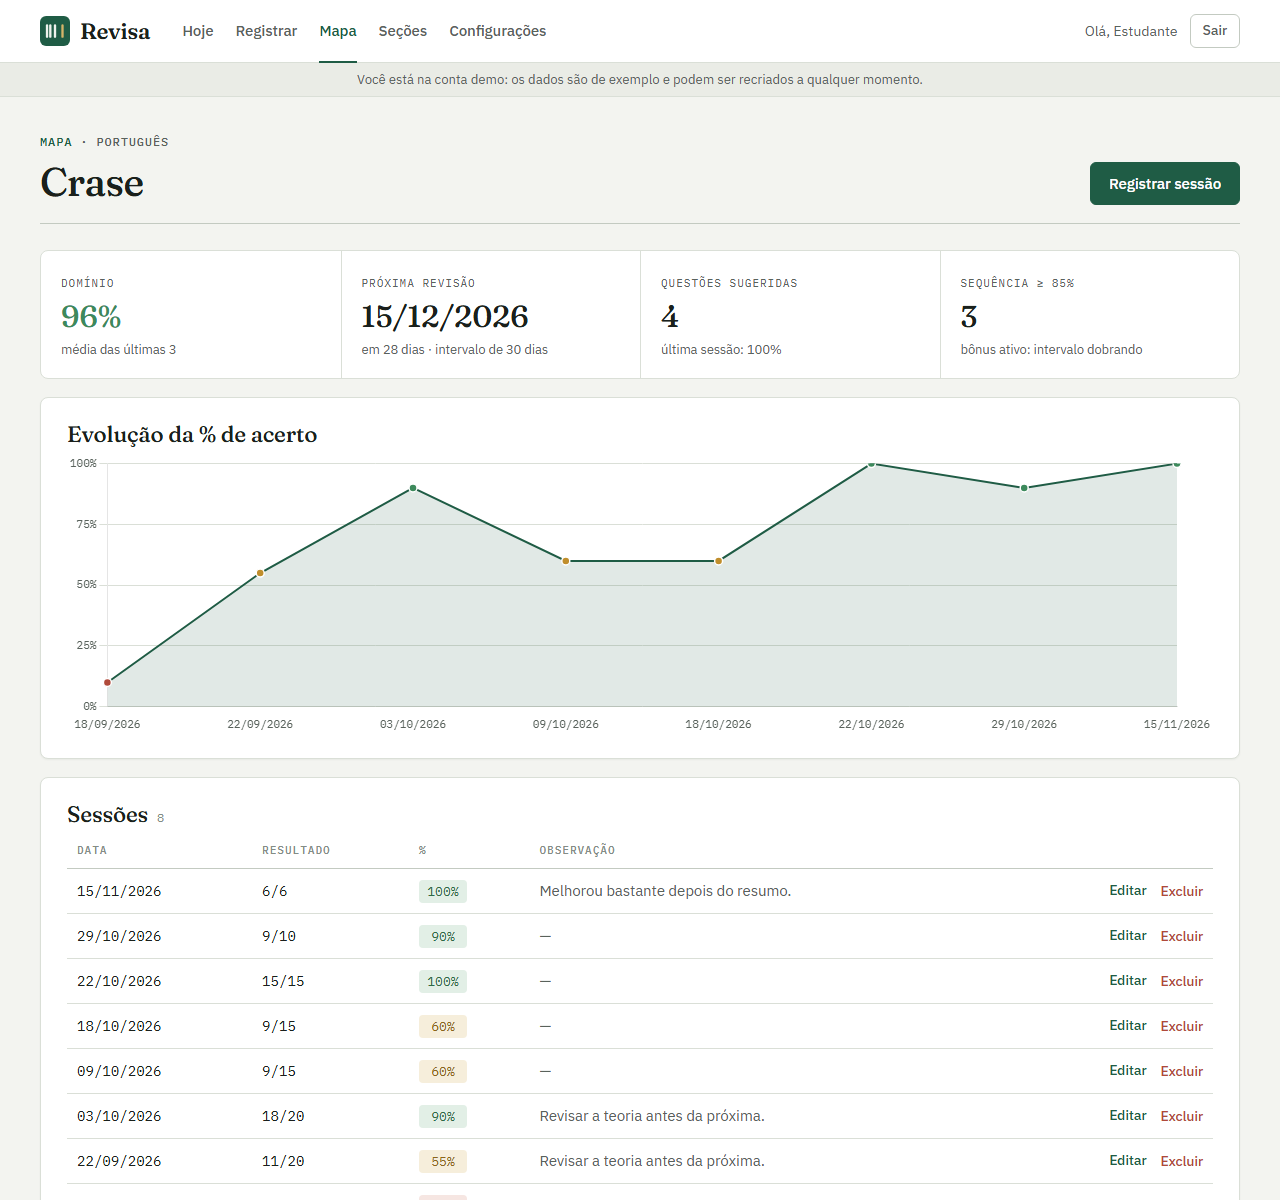 Revisa
Hoje Registrar Mapa Seções Configurações
Olá, Estudante Sair
Você está na conta demo: os dados são de exemplo e podem ser recriados a qualquer momento.
MAPA · PORTUGUÊS
Crase
Registrar sessão
DOMÍNIO
96%
média das últimas 3
PRÓXIMA REVISÃO
15/12/2026
em 28 dias · intervalo de 30 dias
QUESTÕES SUGERIDAS
4
última sessão: 100%
SEQUÊNCIA ≥ 85%
3
bônus ativo: intervalo dobrando
Evolução da % de acerto
100%
75%
50%
25%
0%
18/09/2026 22/09/2026 03/10/2026 09/10/2026 18/10/2026 22/10/2026 29/10/2026 15/11/2026
Sessões 8
DATA RESULTADO % OBSERVAÇÃO
15/11/2026 6/6 100% Melhorou bastante depois do resumo. Editar Excluir
29/10/2026 9/10 90% — Editar Excluir
22/10/2026 15/15 100% — Editar Excluir
18/10/2026 9/15 60% — Editar Excluir
09/10/2026 9/15 60% — Editar Excluir
03/10/2026 18/20 90% Revisar a teoria antes da próxima. Editar Excluir
22/09/2026 11/20 55% Revisar a teoria antes da próxima. Editar Excluir